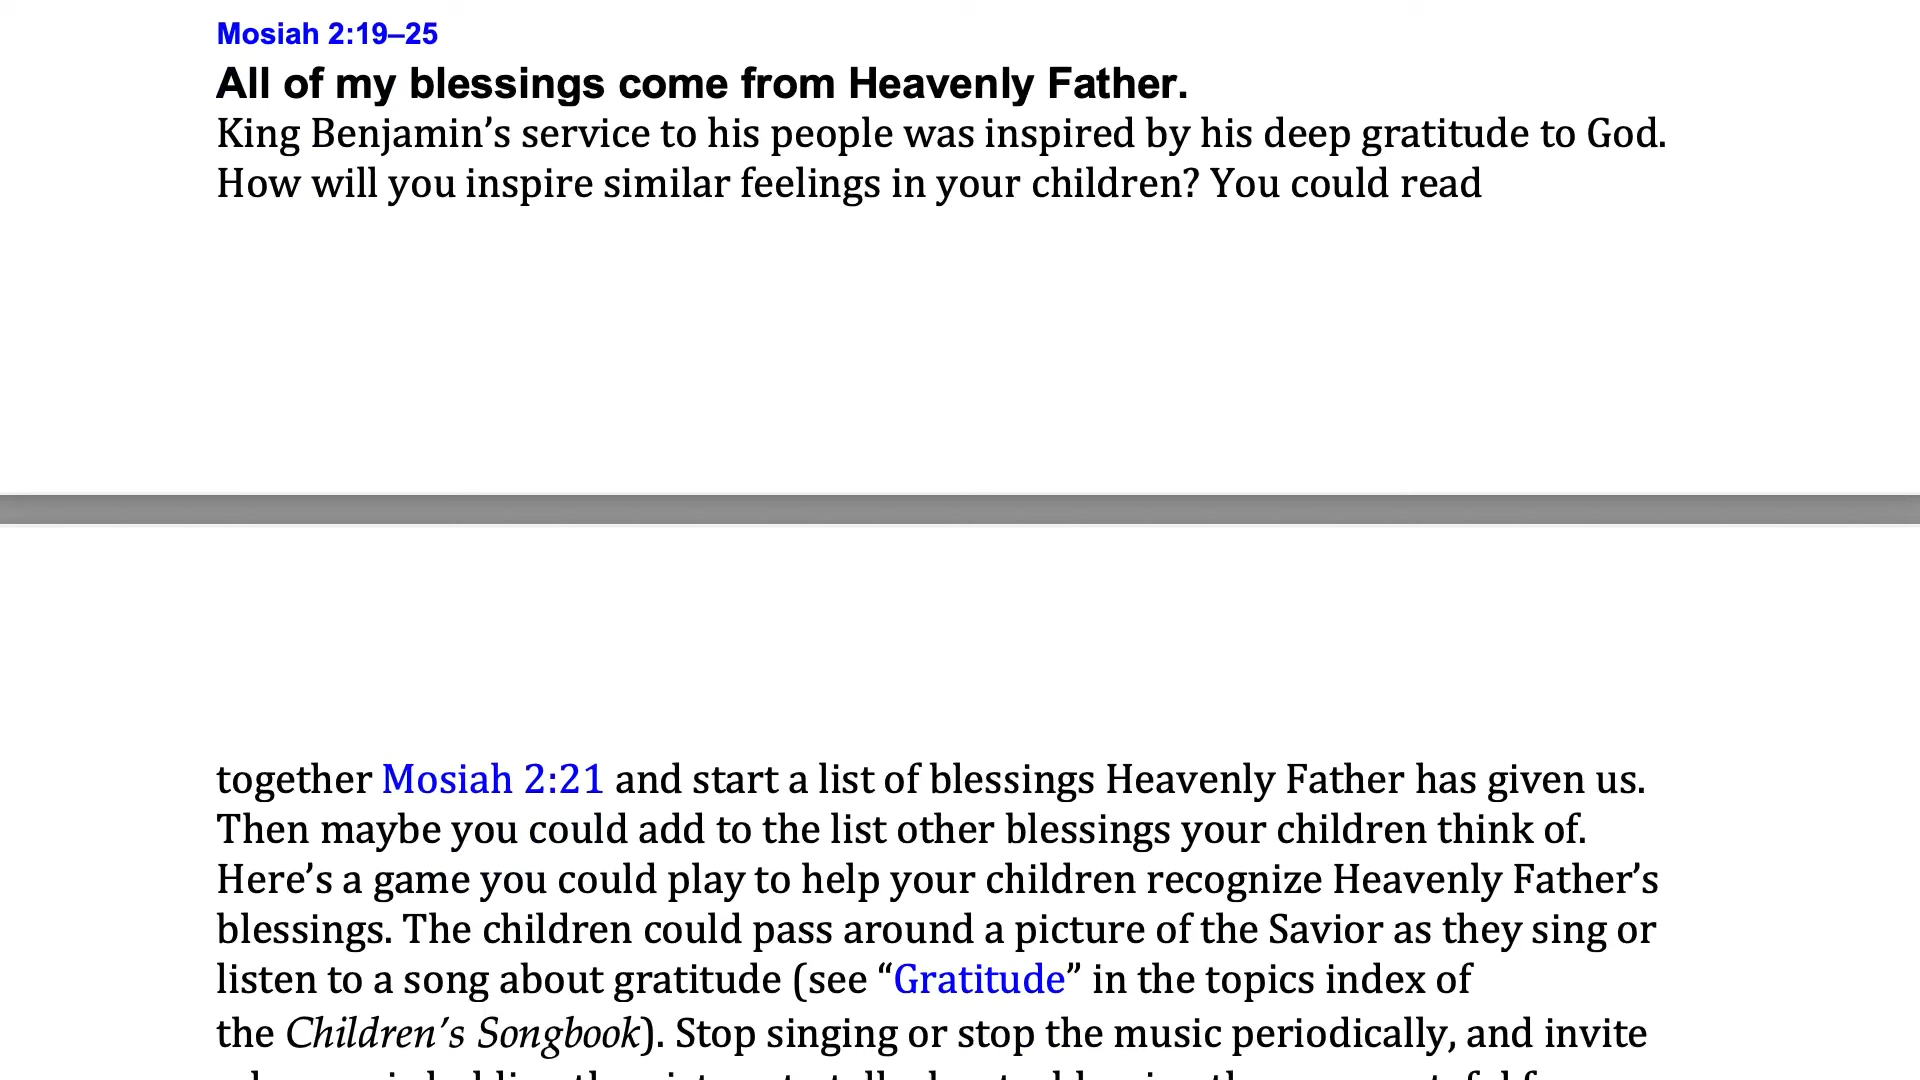 Mosiah 2:19–25
All of my blessings come from Heavenly Father.
King Benjamin’s service to his people was inspired by his deep gratitude to God.
How will you inspire similar feelings in your children? You could read
together Mosiah 2:21 and start a list of blessings Heavenly Father has given us.
Then maybe you could add to the list other blessings your children think of.
Here’s a game you could play to help your children recognize Heavenly Father’s
blessings. The children could pass around a picture of the Savior as they sing or
listen to a song about gratitude (see “Gratitude” in the topics index of
the Children’s Songbook). Stop singing or stop the music periodically, and invite